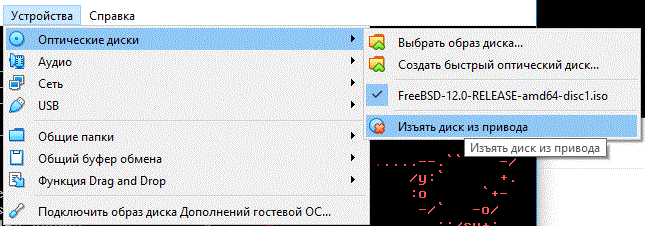 Устройства Справка
Оптические диски
Аудио
Сеть
USB
Общие папки
Общий буфер обмена
Функция Drag and Drop
Подключить образ диска Дополнений гостевой ОС...
Выбрать образ диска...
Создать быстрый оптический диск...
FreeBSD-12.0-RELEASE-amd64-disc1.iso
Изъять диск из привода
Изъять диск из привода